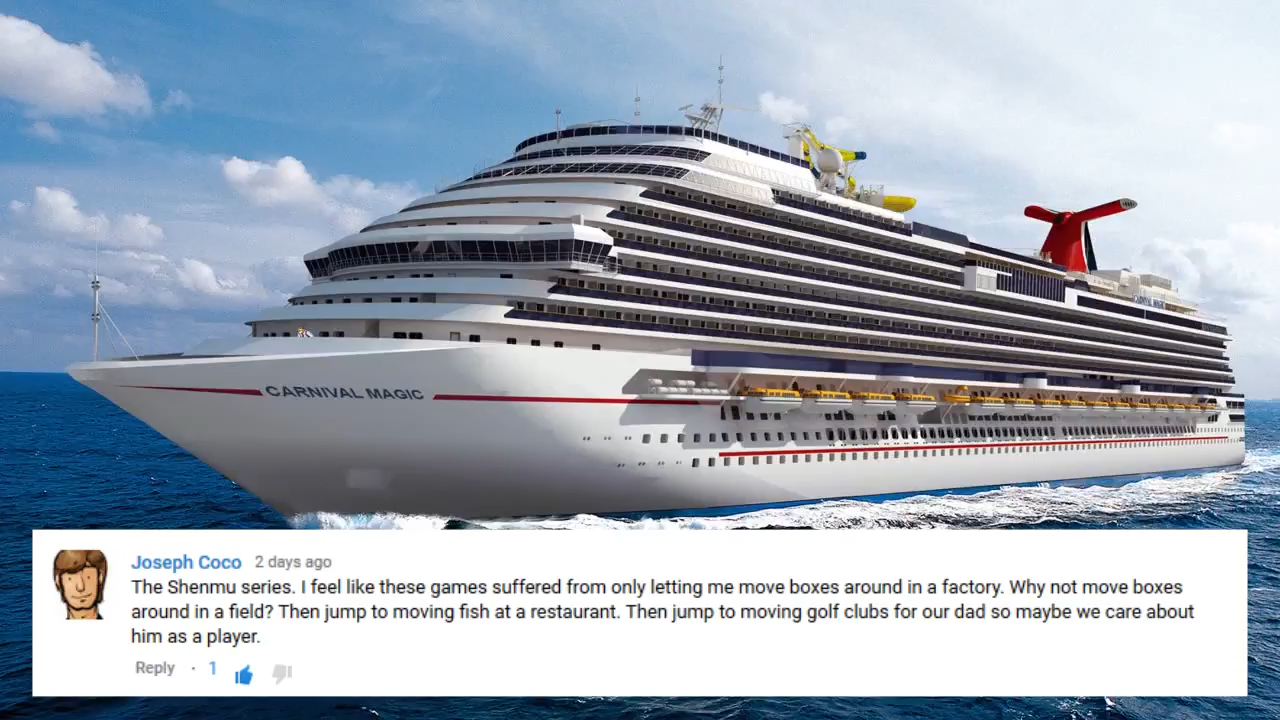 CARNIVAL MAGIC
CARNIVAL MAGIC
Joseph Coco 2 days ago
The Shenmu series. I feel like these games suffered from only letting me move boxes around in a factory. Why not move boxes
around in a field? Then jump to moving fish at a restaurant. Then jump to moving golf clubs for our dad so maybe we care about
him as a player.
Reply · 1